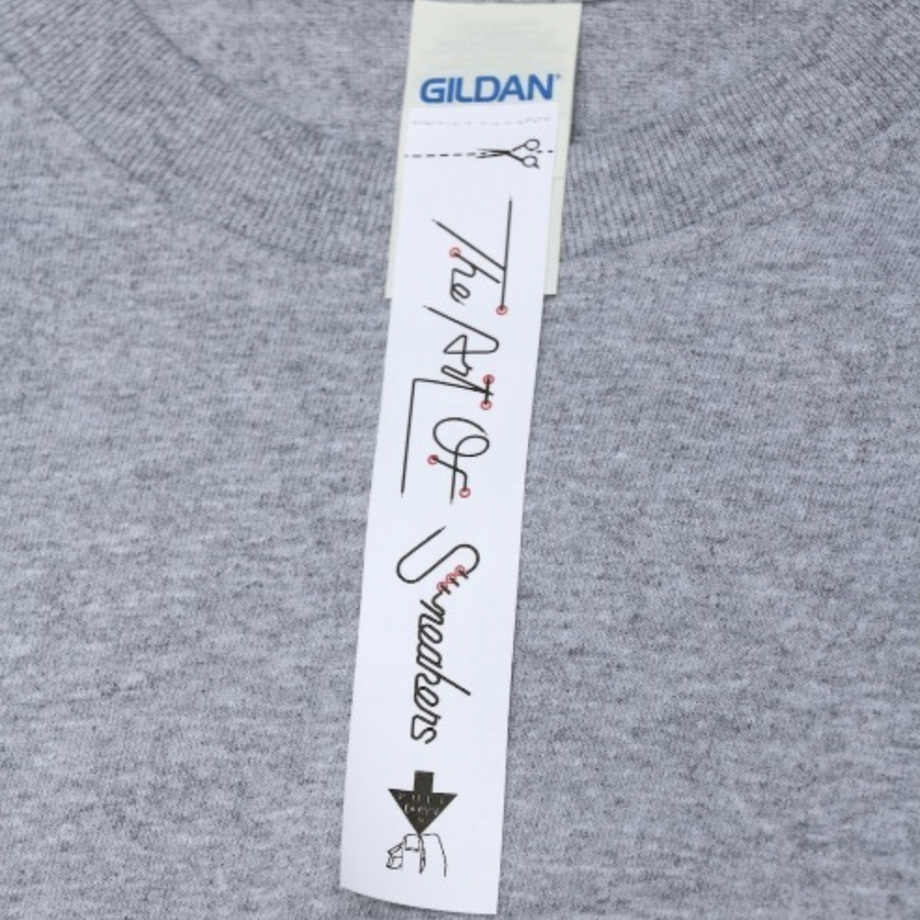 GILDAN
The Art Of
Sneakers